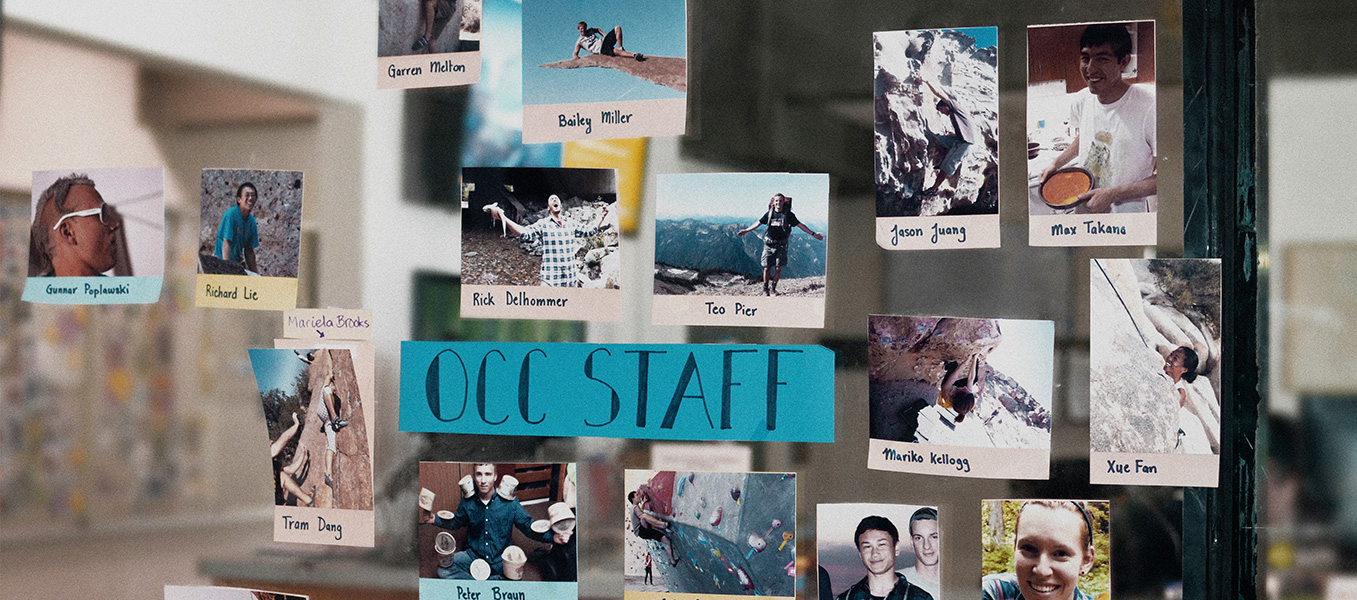 Garren Melton
Bailey Miller
Jason Juang
Max Takano
Gunnar Poplawski
Richard Lie
Rick Delhommer
Teo Pier
Mariela Brooks
OCC STAFF
Mariko Kellogg
Xue Fan
Tram Dang
Peter Braun